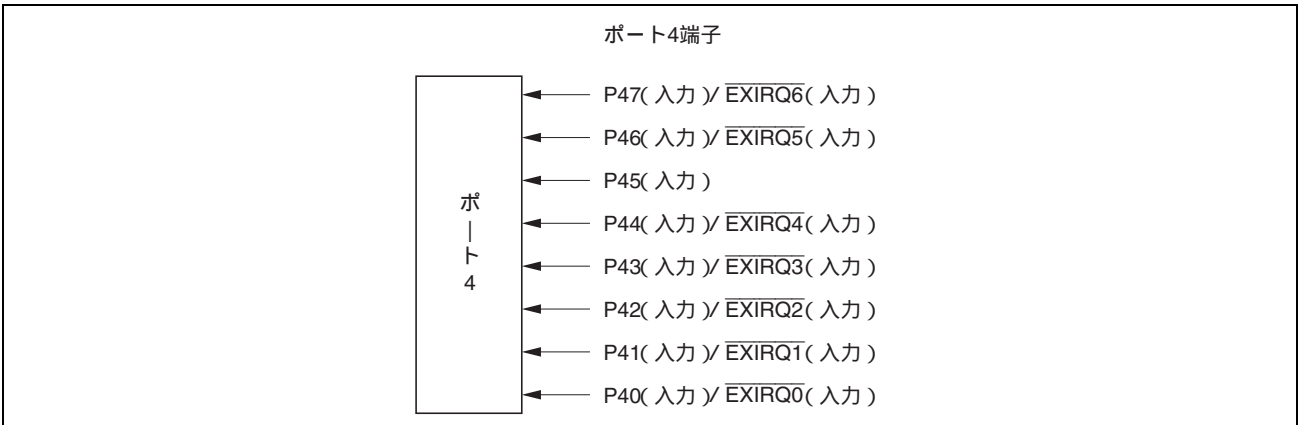 ポート4端子
P47(入力)/ EXIRQ6(入力)
P46(入力)/ EXIRQ5(入力)
P45(入力)
P44(入力)/ EXIRQ4(入力)
P43(入力)/ EXIRQ3(入力)
P42(入力)/ EXIRQ2(入力)
P41(入力)/ EXIRQ1(入力)
P40(入力)/ EXIRQ0(入力)
ポート4